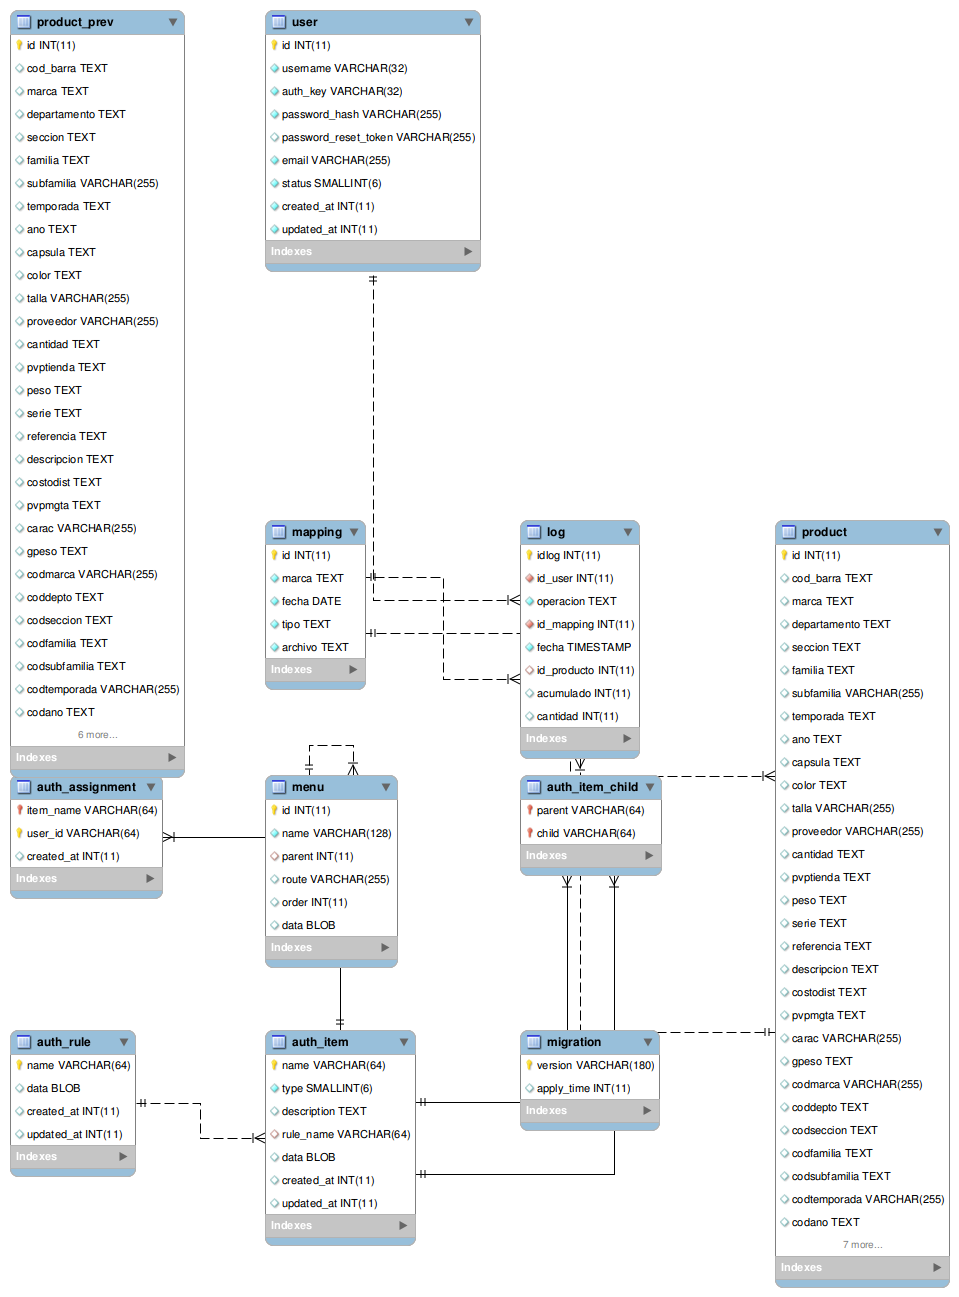 product_prev
id INT(11)
cod_barra TEXT
marca TEXT
departamento TEXT
seccion TEXT
familia TEXT
subfamilia VARCHAR(255)
temporada TEXT
ano TEXT
capsula TEXT
color TEXT
talla VARCHAR(255)
proveedor VARCHAR(255)
cantidad TEXT
pvptienda TEXT
peso TEXT
serie TEXT
referencia TEXT
descripcion TEXT
costodist TEXT
pvpmgta TEXT
carac VARCHAR(255)
gpeso TEXT
codmarca VARCHAR(255)
coddepto TEXT
codseccion TEXT
codfamilia TEXT
codsubfamilia TEXT
codtemporada VARCHAR(255)
codano TEXT
6 more...
Indexes
user
id INT(11)
username VARCHAR(32)
auth_key VARCHAR(32)
password_hash VARCHAR(255)
password_reset_token VARCHAR(255)
email VARCHAR(255)
status SMALLINT(6)
created_at INT(11)
updated_at INT(11)
Indexes
mapping
id INT(11)
marca TEXT
fecha DATE
tipo TEXT
archivo TEXT
Indexes
log
idlog INT(11)
id_user INT(11)
operacion TEXT
id_mapping INT(11)
fecha TIMESTAMP
id_producto INT(11)
acumulado INT(11)
cantidad INT(11)
Indexes
product
id INT(11)
cod_barra TEXT
marca TEXT
departamento TEXT
seccion TEXT
familia TEXT
subfamilia VARCHAR(255)
temporada TEXT
ano TEXT
capsula TEXT
color TEXT
talla VARCHAR(255)
proveedor VARCHAR(255)
cantidad TEXT
pvptienda TEXT
peso TEXT
serie TEXT
referencia TEXT
descripcion TEXT
costodist TEXT
pvpmgta TEXT
carac VARCHAR(255)
gpeso TEXT
codmarca VARCHAR(255)
coddepto TEXT
codseccion TEXT
codfamilia TEXT
codsubfamilia TEXT
codtemporada VARCHAR(255)
codano TEXT
7 more...
Indexes
auth_assignment
item_name VARCHAR(64)
user_id VARCHAR(64)
created_at INT(11)
Indexes
menu
id INT(11)
name VARCHAR(128)
parent INT(11)
route VARCHAR(255)
order INT(11)
data BLOB
Indexes
auth_item_child
parent VARCHAR(64)
child VARCHAR(64)
Indexes
auth_rule
name VARCHAR(64)
data BLOB
created_at INT(11)
updated_at INT(11)
Indexes
auth_item
name VARCHAR(64)
type SMALLINT(6)
description TEXT
rule_name VARCHAR(64)
data BLOB
created_at INT(11)
updated_at INT(11)
Indexes
migration
version VARCHAR(180)
apply_time INT(11)
Indexes